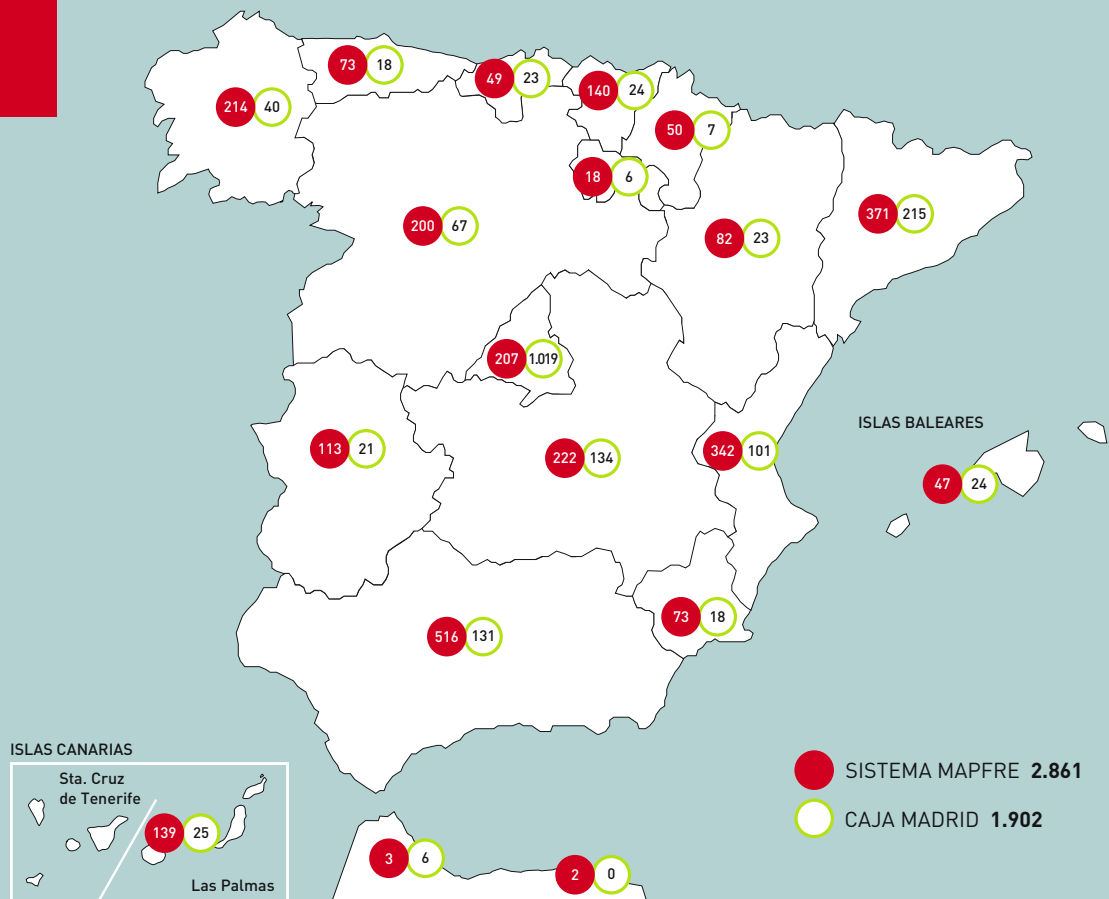 73 18
49 23
140 24
214 40
50 7
18 6
371 215
200 67
82 23
207 1.019
ISLAS BALEARES
113 21
222 134
342 101
47 24
73 18
516 131
ISLAS CANARIAS
Sta. Cruz
de Tenerife
139 25
Las Palmas
SISTEMA MAPFRE 2.861
CAJA MADRID 1.902
3 6
2 0